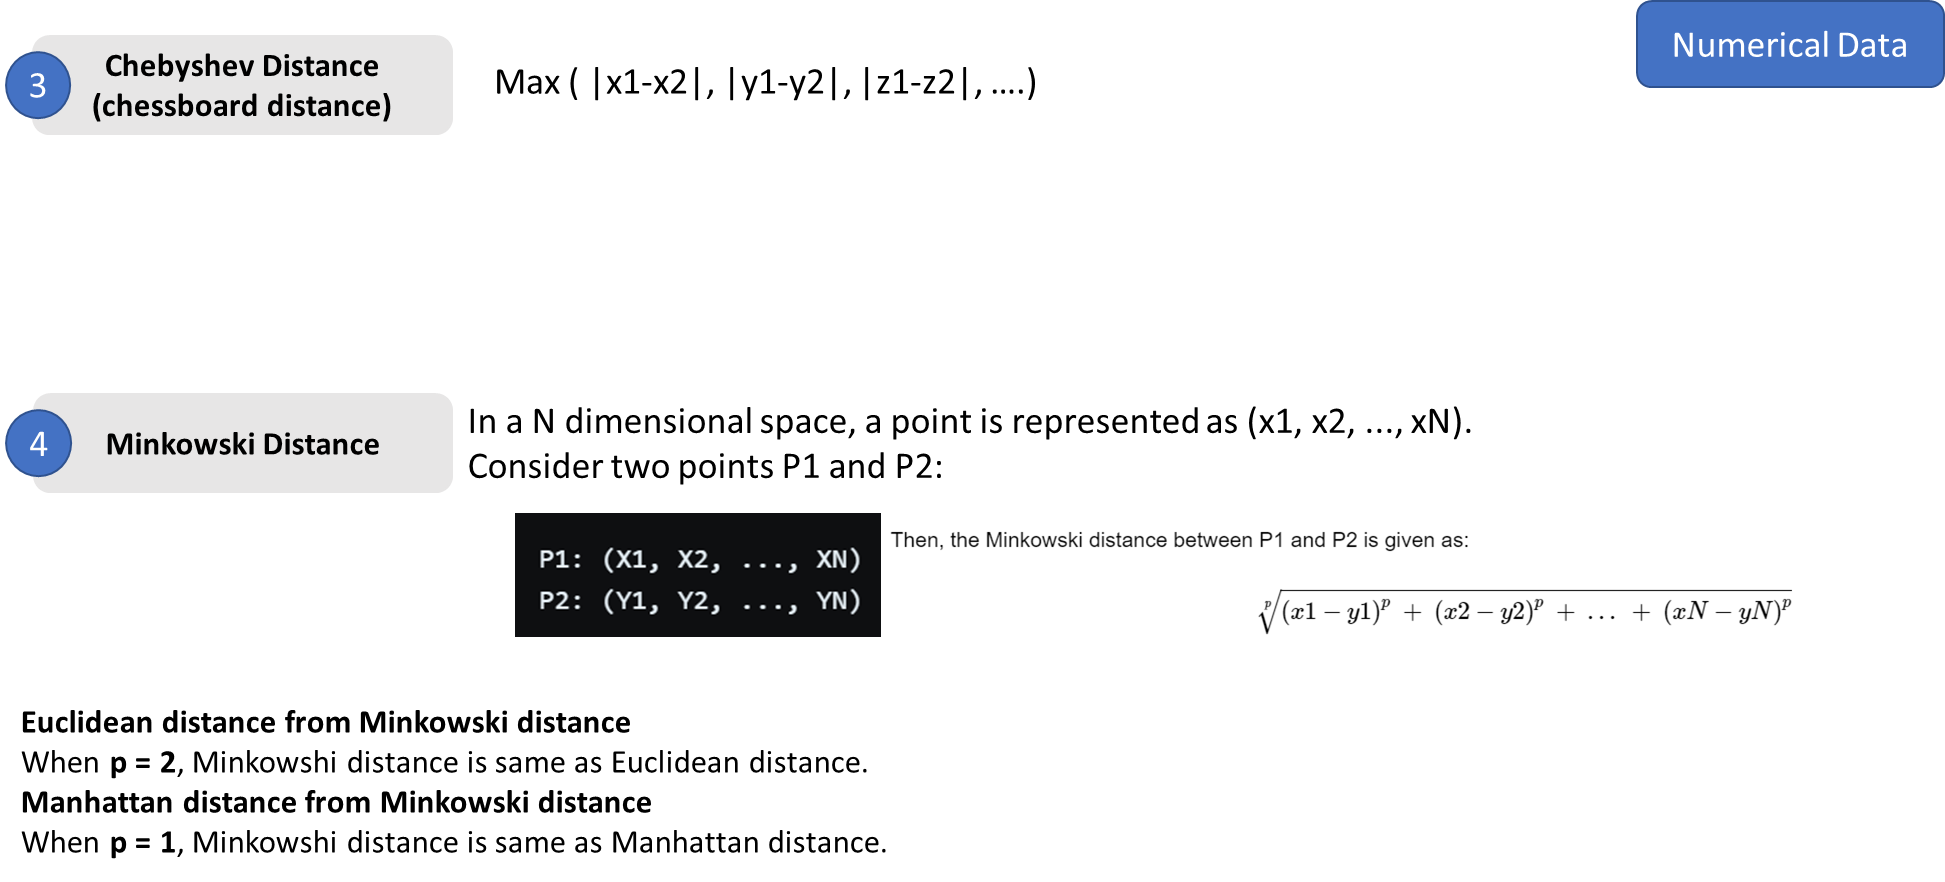 Numerical Data
3
Chebyshev Distance
(chessboard distance)
Max ( |x1-x2|, |y1-y2|, |z1-z2|, ....)
4
Minkowski Distance
In a N dimensional space, a point is represented as (x1, x2, ..., xN).
Consider two points P1 and P2:
P1: (X1, X2, ..., XN)
P2: (Y1, Y2, ..., YN)
Then, the Minkowski distance between P1 and P2 is given as:
$\sqrt[p]{(x1-y1)^p + (x2-y2)^p + \ldots + (xN-yN)^p}$
Euclidean distance from Minkowski distance
When p = 2, Minkowshi distance is same as Euclidean distance.
Manhattan distance from Minkowski distance
When p = 1, Minkowshi distance is same as Manhattan distance.